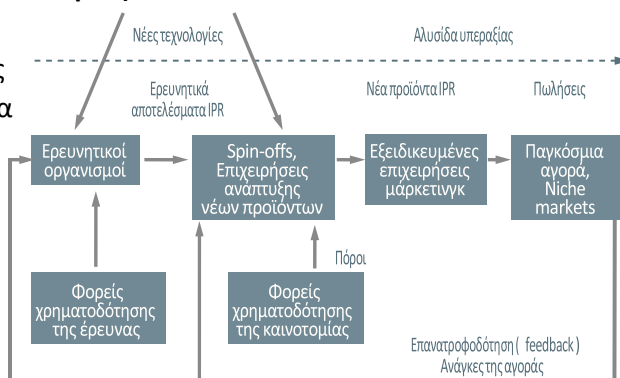 Νέες τεχνολογίες
Αλυσίδα υπεραξίας
ς
α
Ερευνητικά
αποτελέσματα IPR
Νέα προϊόντα IPR
Πωλήσεις
Ερευνητικοί
οργανισμοί
Spin-offs,
Επιχειρήσεις
ανάπτυξης
νέων προϊόντων
Εξειδικευμένες
επιχειρήσεις
μάρκετινγκ
Παγκόσμια
αγορά,
Niche
markets
Πόροι
Φορείς
χρηματοδότησης
της έρευνας
Φορείς
χρηματοδότησης
της καινοτομίας
Επανατροφοδότηση ( feedback )
Ανάγκες της αγοράς